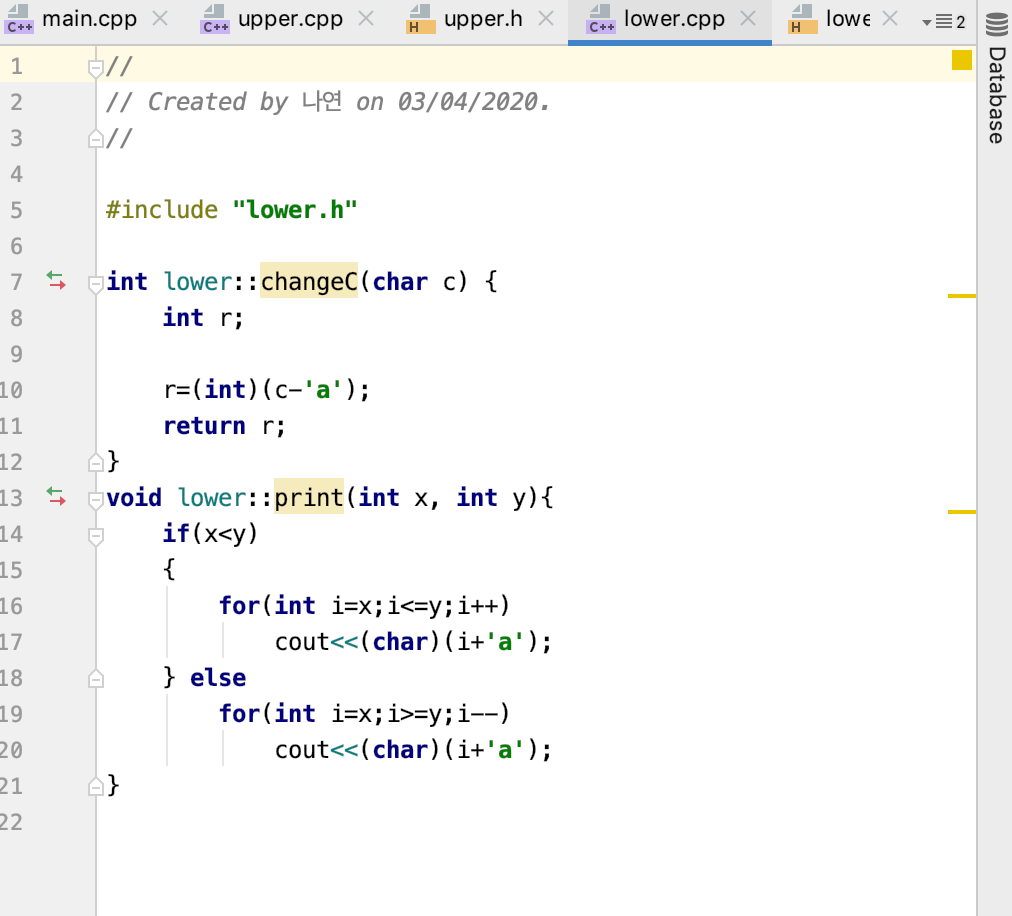 main.cpp upper.cpp upper.h lower.cpp lowe 2
Database
1 //
2 // Created by 나연 on 03/04/2020.
3 //
4
5 #include "lower.h"
6
7 int lower::changeC(char c) {
8 int r;
9
10 r=(int)(c-'a');
11 return r;
12 }
13 void lower::print(int x, int y){
14 if(x<y)
15 {
16 for(int i=x;i<=y;i++)
17 cout<<(char)(i+'a');
18 } else
19 for(int i=x;i>=y;i--)
20 cout<<(char)(i+'a');
21 }
22